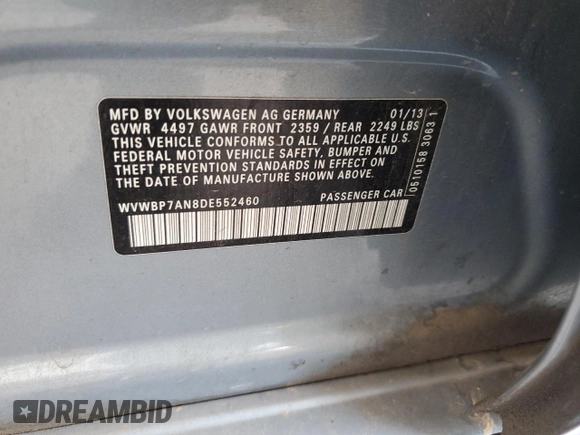 MFD BY VOLKSWAGEN AG GERMANY 01/13
GVWR 4497 GAWR FRONT 2359 / REAR 2249 LBS
THIS VEHICLE CONFORMS TO ALL APPLICABLE U.S.
FEDERAL MOTOR VEHICLE SAFETY, BUMPER AND
THEFT PREVENTION STANDARDS IN EFFECT ON
THE DATE OF MANUFACTURE SHOWN ABOVE.
WVWBP7AN8DE552460 PASSENGER CAR
0510158 30631
DREAMBID